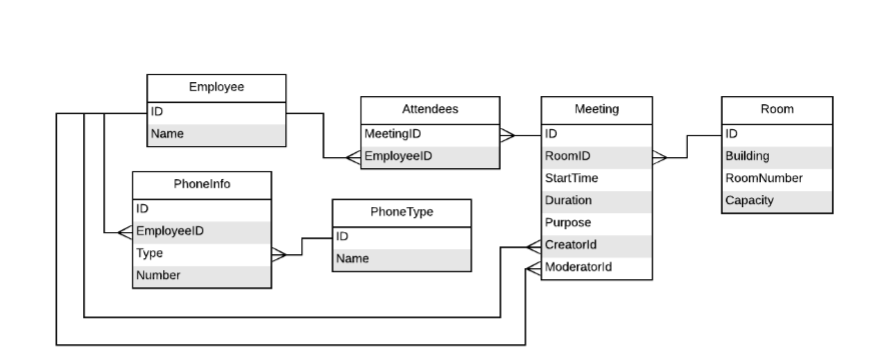 Employee
ID
Name
Attendees
MeetingID
EmployeeID
Meeting
ID
RoomID
StartTime
Duration
Purpose
CreatorId
ModeratorId
Room
ID
Building
RoomNumber
Capacity
PhoneInfo
ID
EmployeeID
Type
Number
PhoneType
ID
Name